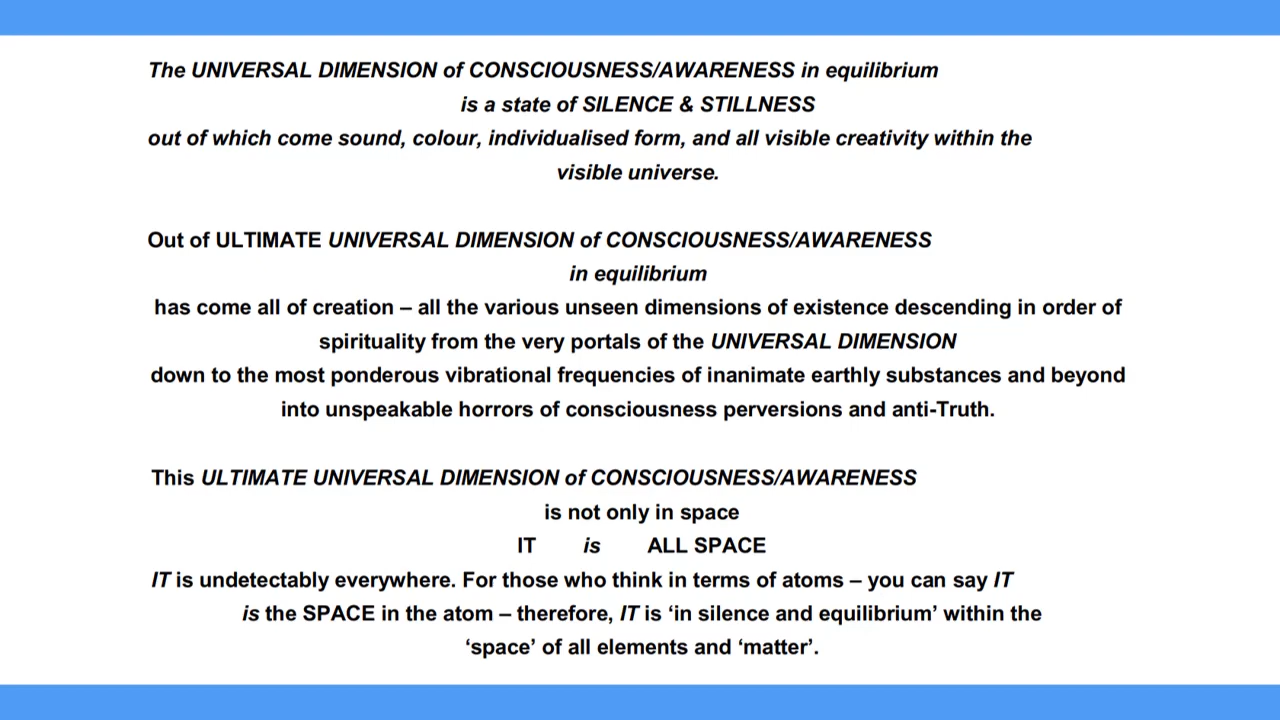 The UNIVERSAL DIMENSION of CONSCIOUSNESS/AWARENESS in equilibrium
is a state of SILENCE & STILLNESS
out of which come sound, colour, individualised form, and all visible creativity within the
visible universe.
Out of ULTIMATE UNIVERSAL DIMENSION of CONSCIOUSNESS/AWARENESS
in equilibrium
has come all of creation – all the various unseen dimensions of existence descending in order of
spirituality from the very portals of the UNIVERSAL DIMENSION
down to the most ponderous vibrational frequencies of inanimate earthly substances and beyond
into unspeakable horrors of consciousness perversions and anti-Truth.
This ULTIMATE UNIVERSAL DIMENSION of CONSCIOUSNESS/AWARENESS
is not only in space
IT is ALL SPACE
IT is undetectably everywhere. For those who think in terms of atoms – you can say IT
is the SPACE in the atom – therefore, IT is ‘in silence and equilibrium’ within the
‘space’ of all elements and ‘matter’.